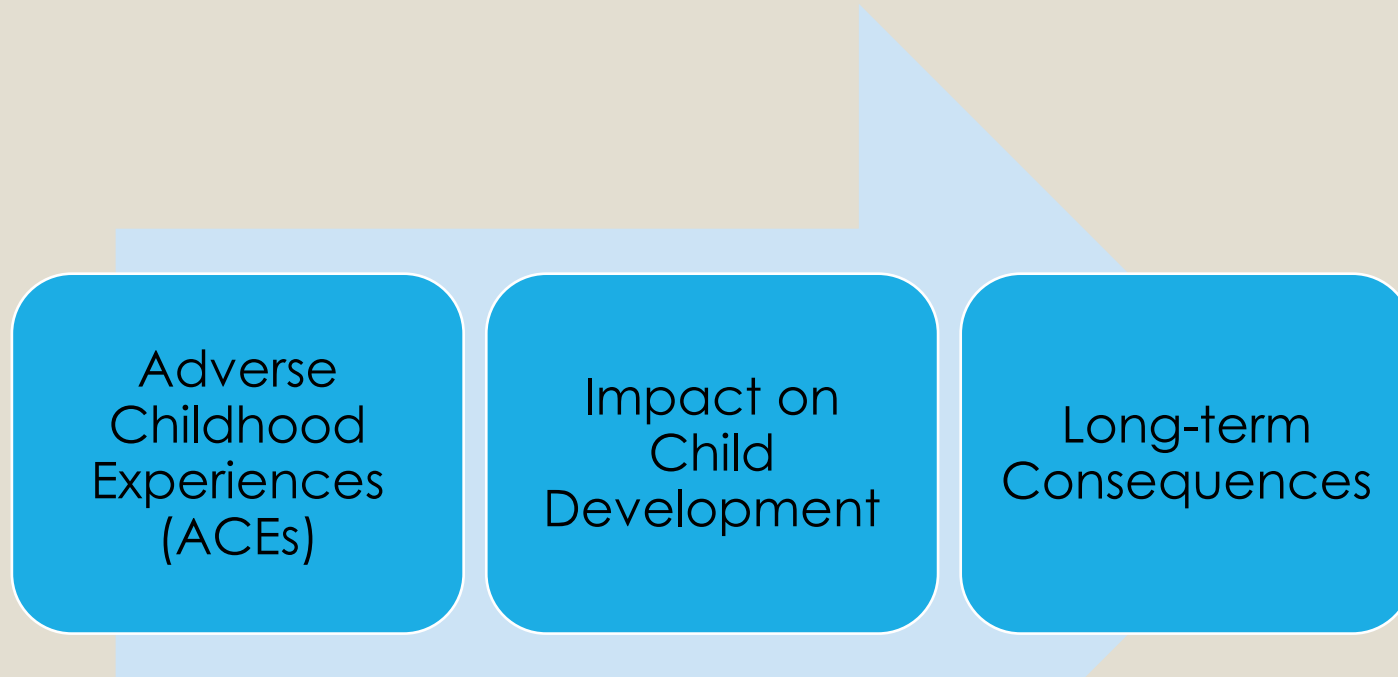 Adverse
Childhood
Experiences
(ACEs)
Impact on
Child
Development
Long-term
Consequences